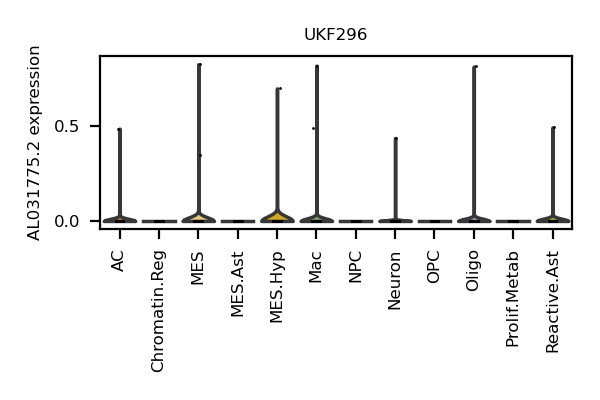 UKF296
AL031775.2 expression
0.5
0.0
AC
Chromatin.Reg
MES
MES.Ast
MES.Hyp
Mac
NPC
Neuron
OPC
Oligo
Prolif.Metab
Reactive.Ast